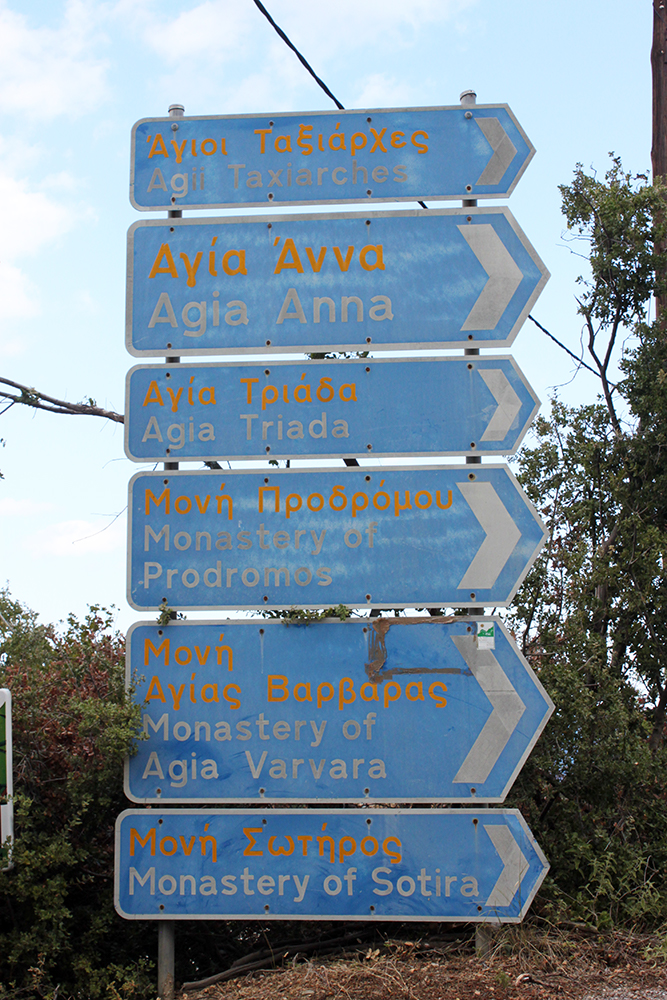 Άγιοι Ταξιάρχες
Agii Taxiarches
Αγία Άννα
Agia Anna
Αγία Τριάδα
Agia Triada
Μονή Προδρόμου
Monastery of
Prodromos
Μονή
Αγίας Βαρβάρας
Monastery of
Agia Varvara
Μονή Σωτήρος
Monastery of Sotira